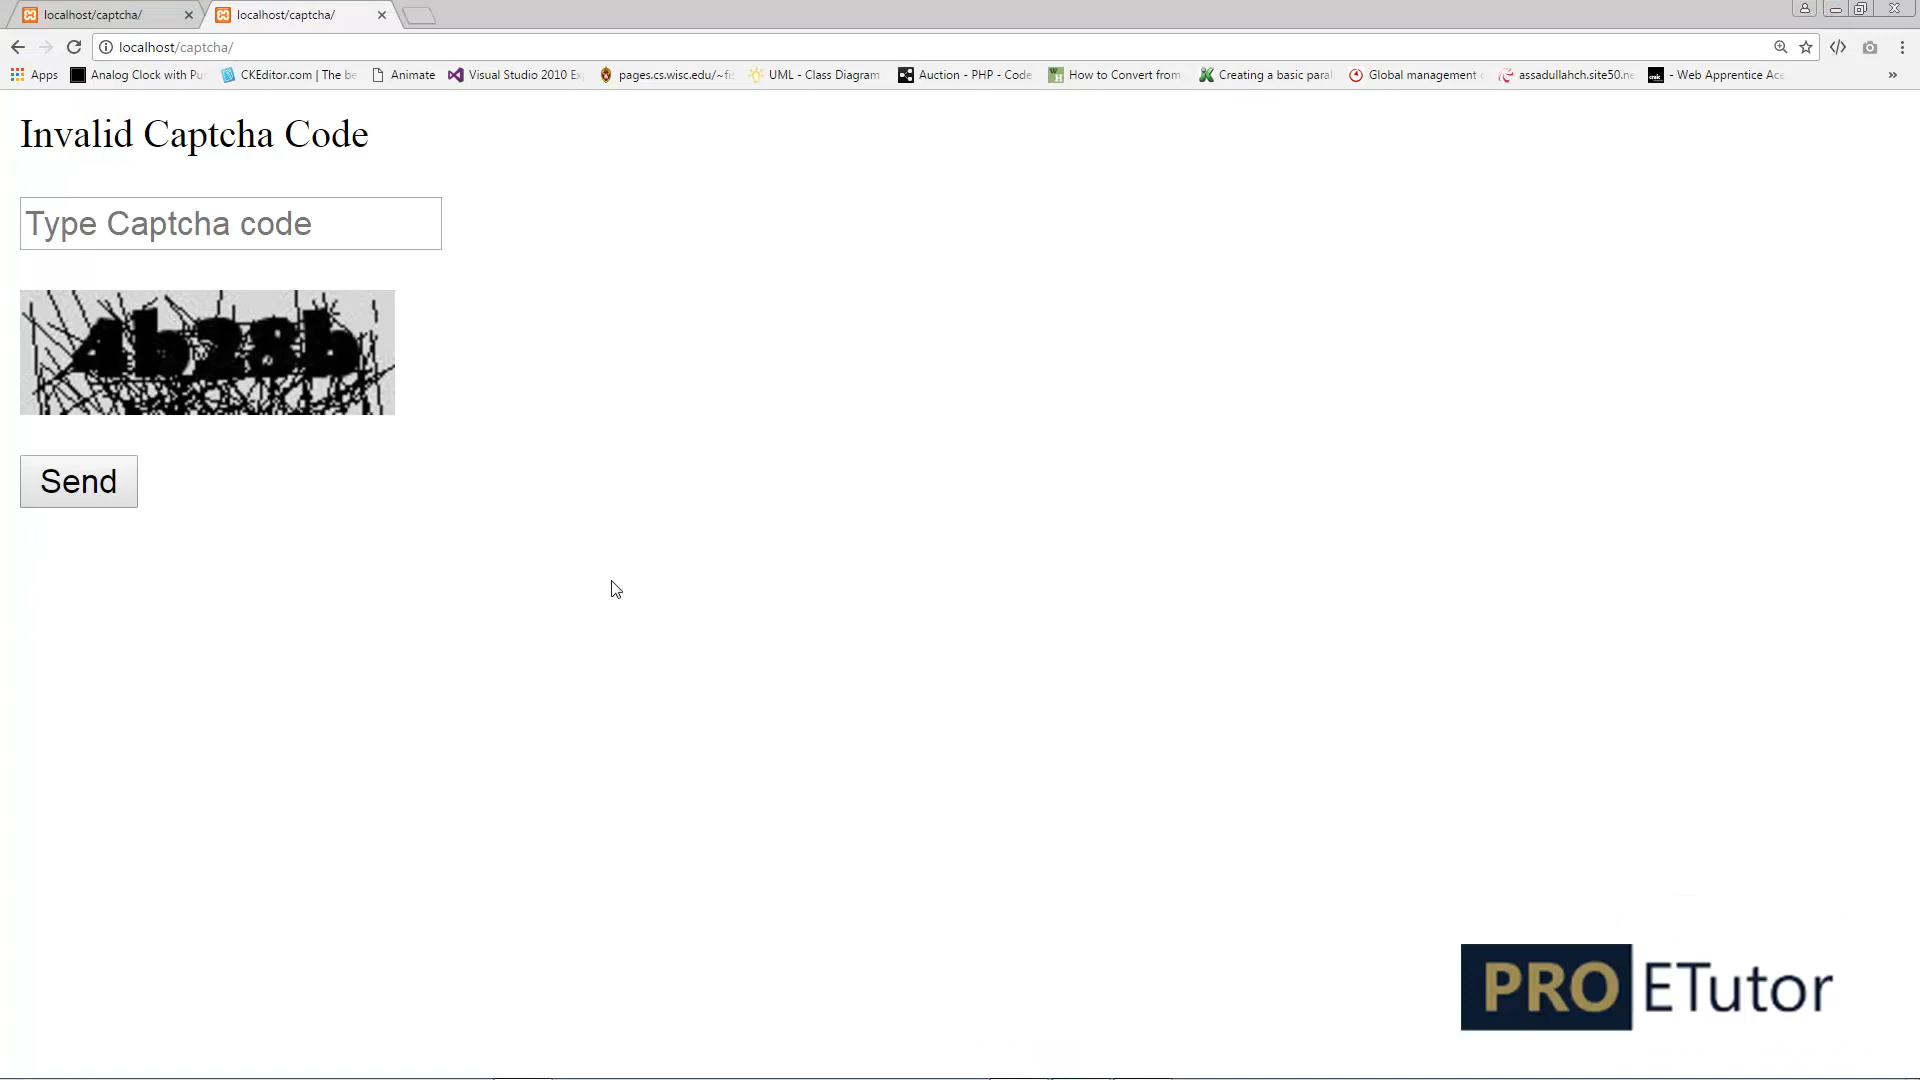 localhost/captcha/
localhost/captcha/
localhost/captcha/
Apps
Analog Clock with Pu
CKEditor.com | The be
Animate
Visual Studio 2010 Ex
pages.cs.wisc.edu/~fi
UML - Class Diagram
Auction - PHP - Code
How to Convert from
Creating a basic paral
Global management
assadullahch.site50.ne
- Web Apprentice Ace
Invalid Captcha Code
Type Captcha code
4b28b
Send
PRO ETutor